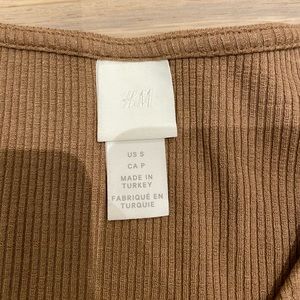 H&M
US S
CA P
MADE IN
TURKEY
FABRIQUÉ EN
TURQUIE